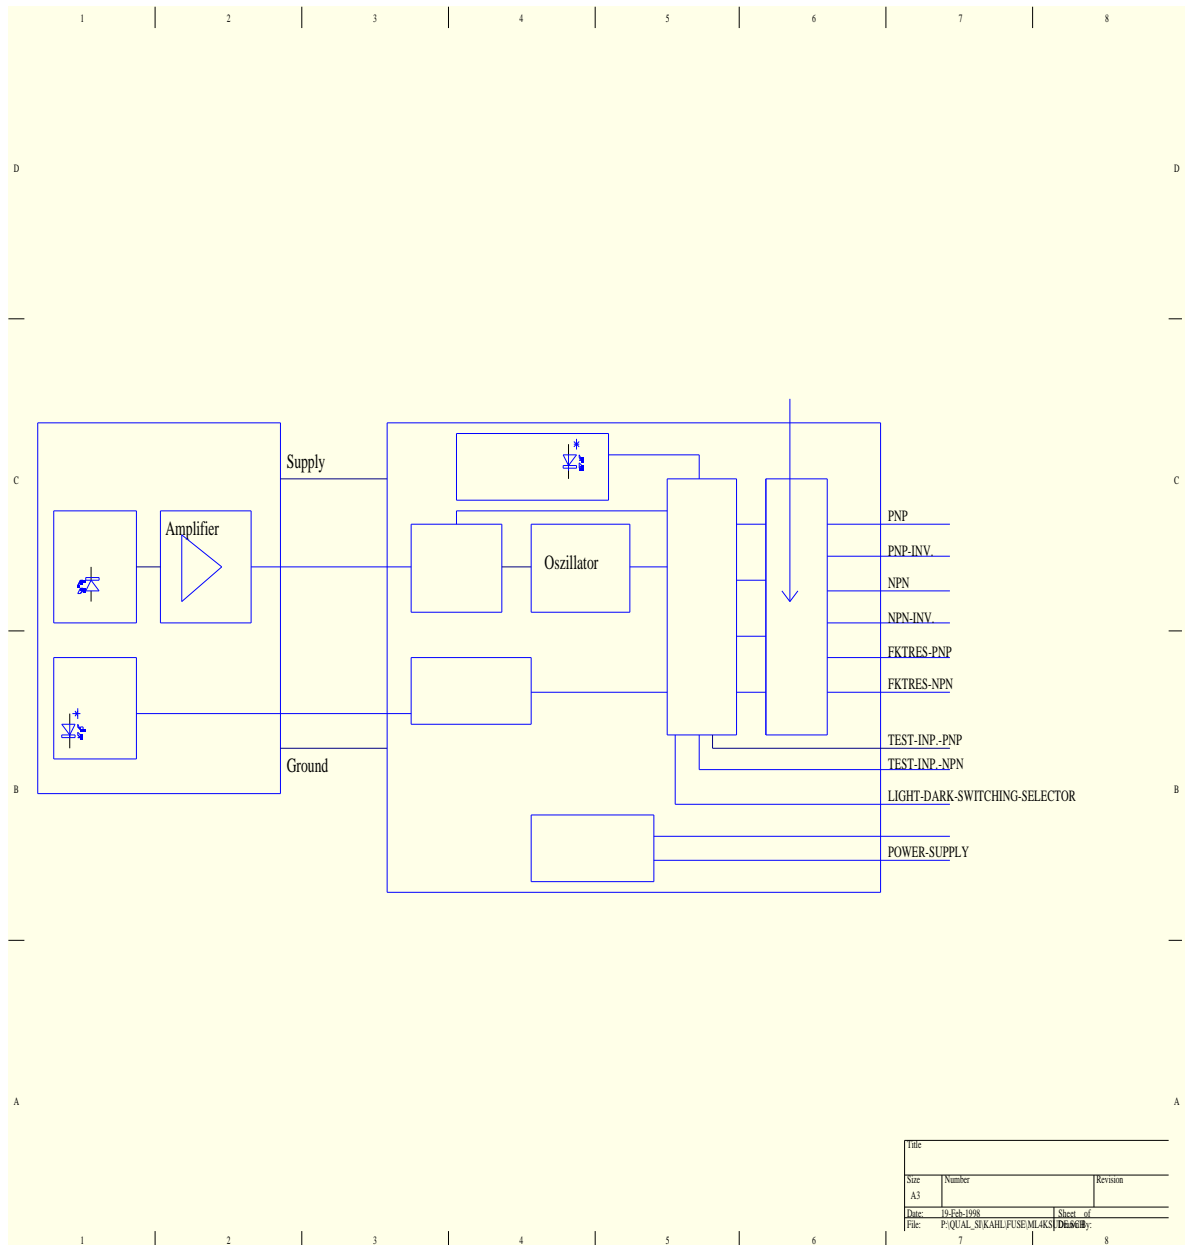 1 2 3 4 5 6 7 8
D D
Supply
C C
PNP
Amplifier
PNP-INV.
Oszillator
NPN
NPN-INV.
FKTRES-PNP
FKTRES-NPN
TEST-INP.-PNP
Ground
TEST-INP.-NPN
B B
LIGHT-DARK-SWITCHING-SELECTOR
POWER-SUPPLY
A A
Title
Size Number Revision
A3
Date: 19-Feb-1998 Sheet of
File: By:
1 2 3 4 5 6 7 8